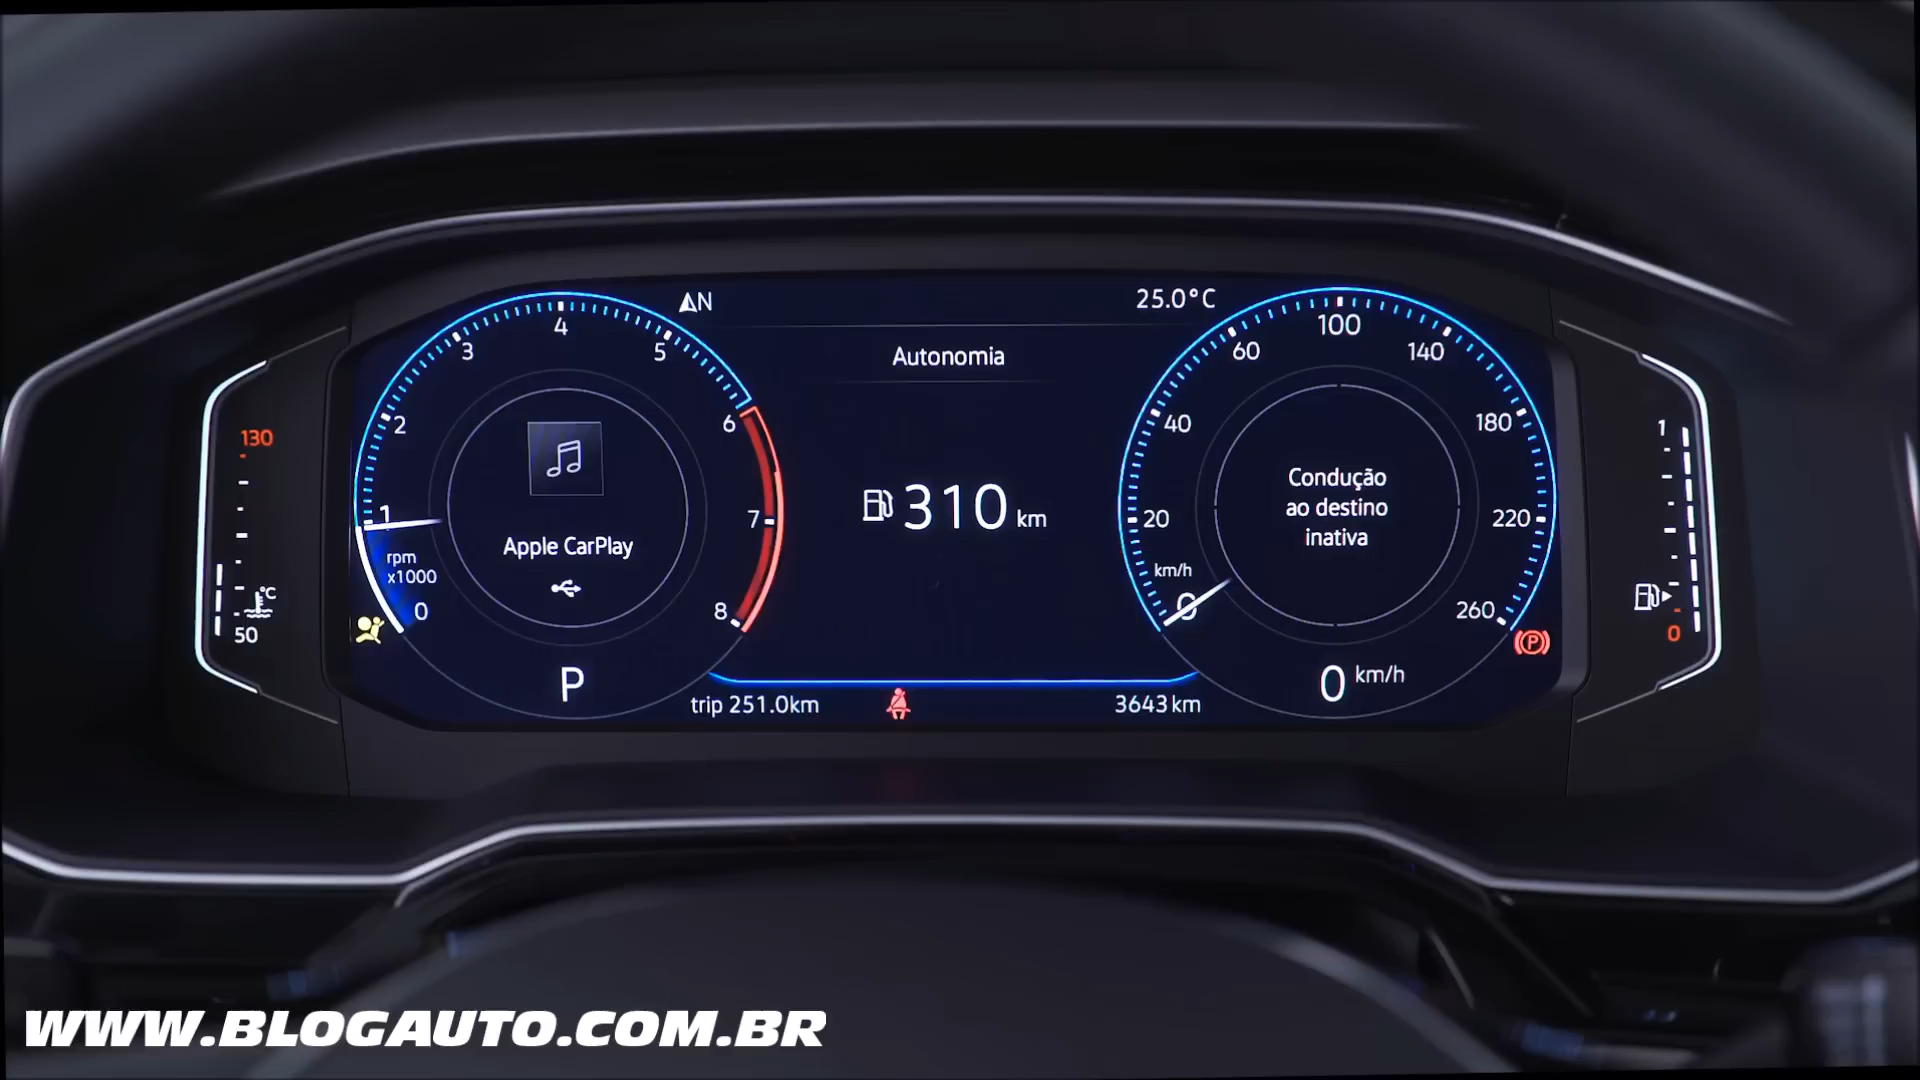 N
25.0°C
Autonomia
310 km
130
°C
50
0
1
2
3
4
5
6
7
8
rpm
x1000
Apple CarPlay
P
0
20
40
60
100
140
180
220
260
km/h
Condução
ao destino
inativa
0 km/h
1
0
P
trip 251.0km
3643 km
WWW.BLOGAUTO.COM.BR